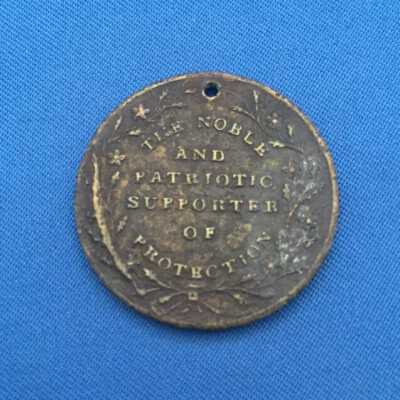 THE NOBLE
AND
PATRIOTIC
SUPPORTER
OF
PROTECTION